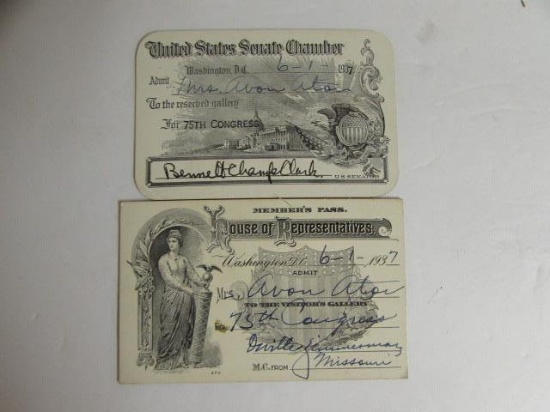 United States Senate Chamber
Washington, D.C. 6-1-1937
Admit Mrs. Avon
To the reserved gallery
For 75TH CONGRESS
Bennett Champ Clark
U.S. SENATOR
MEMBER'S PASS.
House of Representatives
Washington, D.C. 6-1-1937
ADMIT
Mrs. Avon
TO THE VISITOR'S GALLERY
75th Congress
Orville Zimmerman
M.C. FROM Missouri